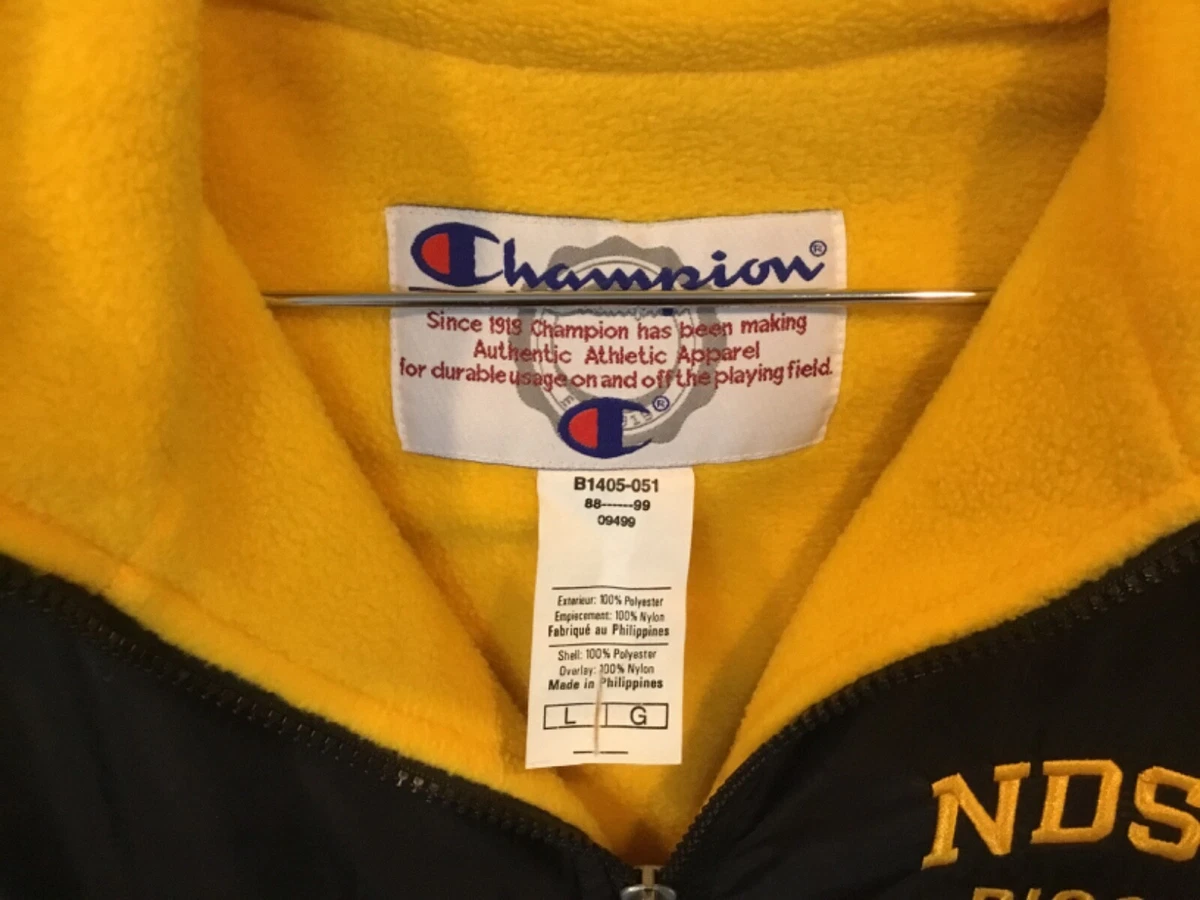 Champion®
Since 1919 Champion has been making
Authentic Athletic Apparel
for durable usage on and off the playing field.
®
B1405-051
88------99
09499
Exterieur: 100% Polyester
Empiecement: 100% Nylon
Fabriqué au Philippines
Shell: 100% Polyester
Overlay: 100% Nylon
Made in Philippines
L G
NDS